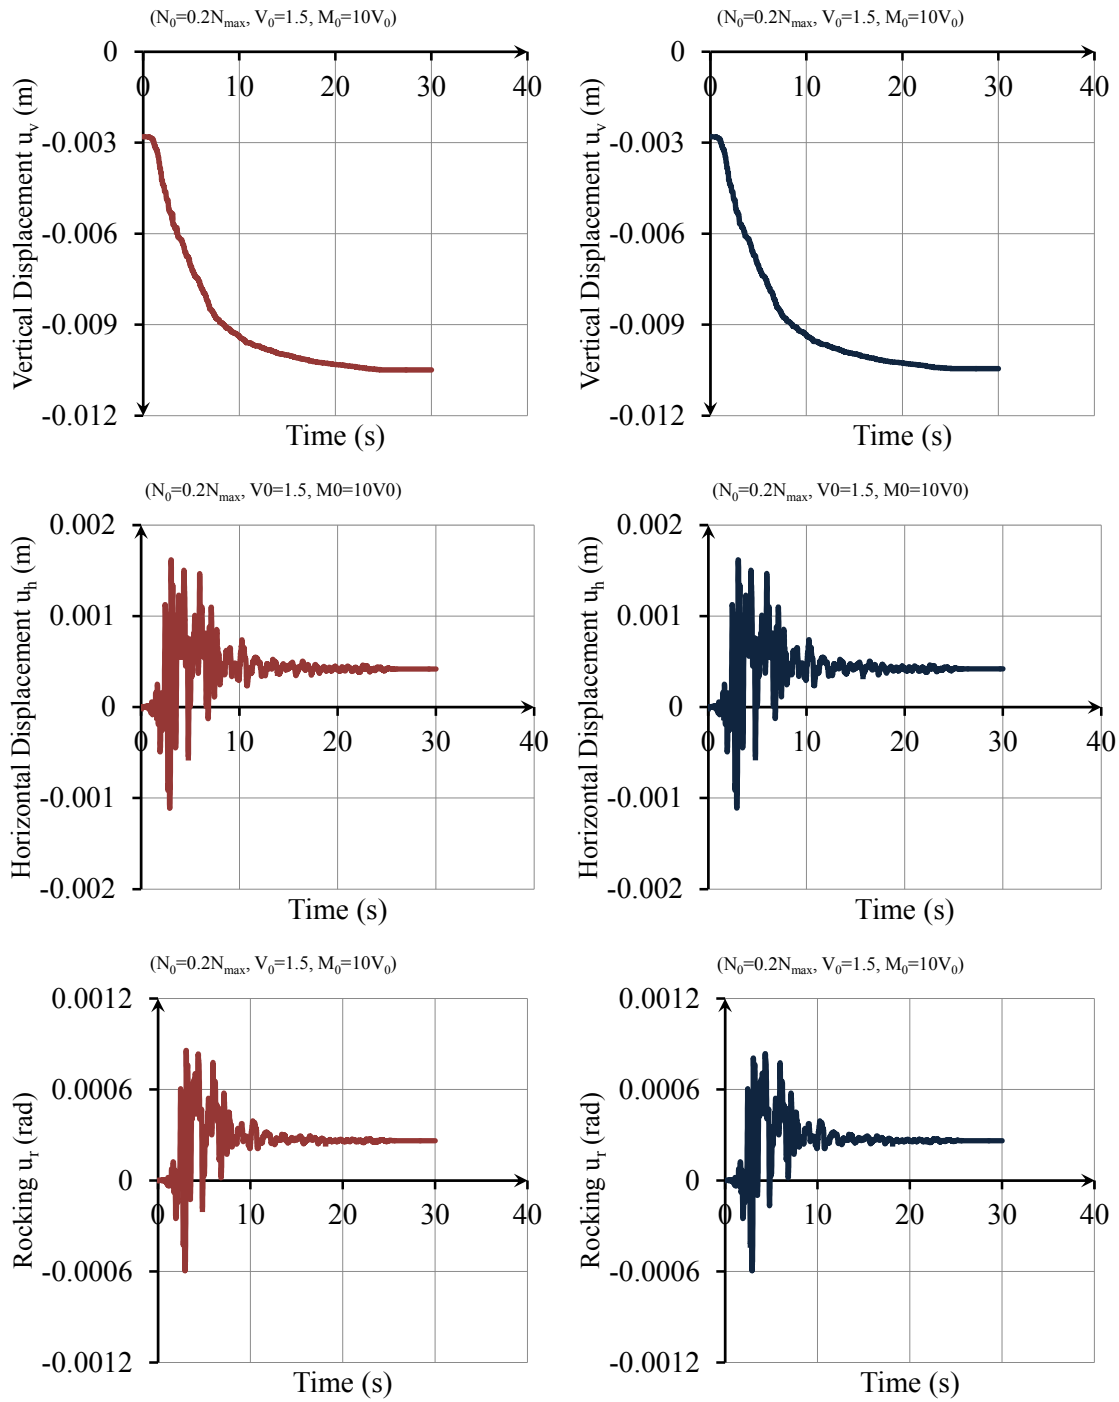 (N₀=0.2Nₘₐₓ, V₀=1.5, M₀=10V₀)
0
0 10 20 30 40
-0.003
-0.006
-0.009
-0.012
Vertical Displacement uᵥ (m)
Time (s)
(N₀=0.2Nₘₐₓ, V₀=1.5, M₀=10V₀)
0
0 10 20 30 40
-0.003
-0.006
-0.009
-0.012
Vertical Displacement uᵥ (m)
Time (s)
(N₀=0.2Nₘₐₓ, V0=1.5, M0=10V0)
0.002
0.001
0
0 10 20 30 40
-0.001
-0.002
Horizontal Displacement uₕ (m)
Time (s)
(N₀=0.2Nₘₐₓ, V0=1.5, M0=10V0)
0.002
0.001
0
0 10 20 30 40
-0.001
-0.002
Horizontal Displacement uₕ (m)
Time (s)
(N₀=0.2Nₘₐₓ, V₀=1.5, M₀=10V₀)
0.0012
0.0006
0
0 10 20 30 40
-0.0006
-0.0012
Rocking uᵣ (rad)
Time (s)
(N₀=0.2Nₘₐₓ, V₀=1.5, M₀=10V₀)
0.0012
0.0006
0
0 10 20 30 40
-0.0006
-0.0012
Rocking uᵣ (rad)
Time (s)